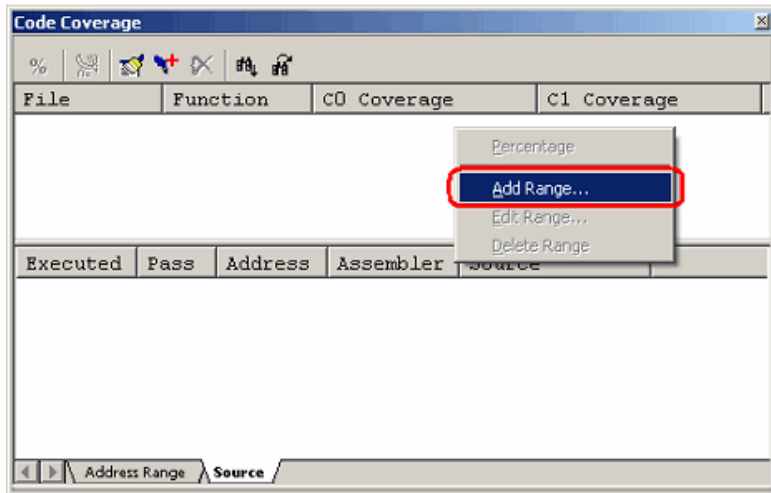 Code Coverage
%
File Function C0 Coverage C1 Coverage
Percentage
Add Range...
Edit Range...
Delete Range
Executed Pass Address Assembler Source
Address Range Source